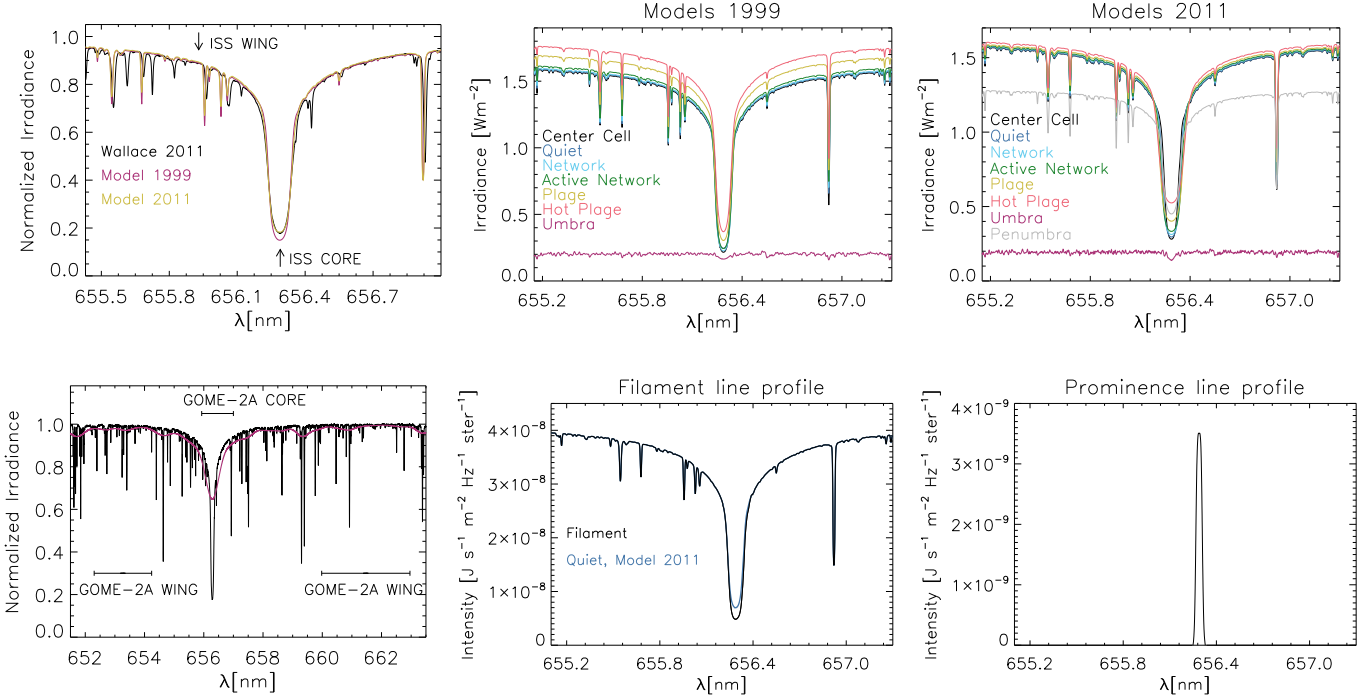 Normalized Irradiance
1.0
0.8
0.6
0.4
0.2
0.0
ISS WING
Wallace 2011
Model 1999
Model 2011
ISS CORE
655.5 655.8 656.1 656.4 656.7
λ[nm]
Models 1999
Irradiance [Wm⁻²]
1.5
1.0
0.5
0.0
Center Cell
Quiet
Network
Active Network
Plage
Hot Plage
Umbra
655.2 655.8 656.4 657.0
λ[nm]
Models 2011
Irradiance [Wm⁻²]
1.5
1.0
0.5
0.0
Center Cell
Quiet
Network
Active Network
Plage
Hot Plage
Umbra
Penumbra
655.2 655.8 656.4 657.0
λ[nm]
Normalized Irradiance
1.0
0.8
0.6
0.4
0.2
0.0
GOME-2A CORE
GOME-2A WING
GOME-2A WING
652 654 656 658 660 662
λ[nm]
Filament line profile
Intensity [J s⁻¹ m⁻² Hz⁻¹ ster⁻¹]
4×10⁻⁸
3×10⁻⁸
2×10⁻⁸
1×10⁻⁸
0
Filament
Quiet, Model 2011
655.2 655.8 656.4 657.0
λ[nm]
Prominence line profile
Intensity [J s⁻¹ m⁻² Hz⁻¹ ster⁻¹]
4×10⁻⁹
3×10⁻⁹
2×10⁻⁹
1×10⁻⁹
0
655.2 655.8 656.4 657.0
λ[nm]